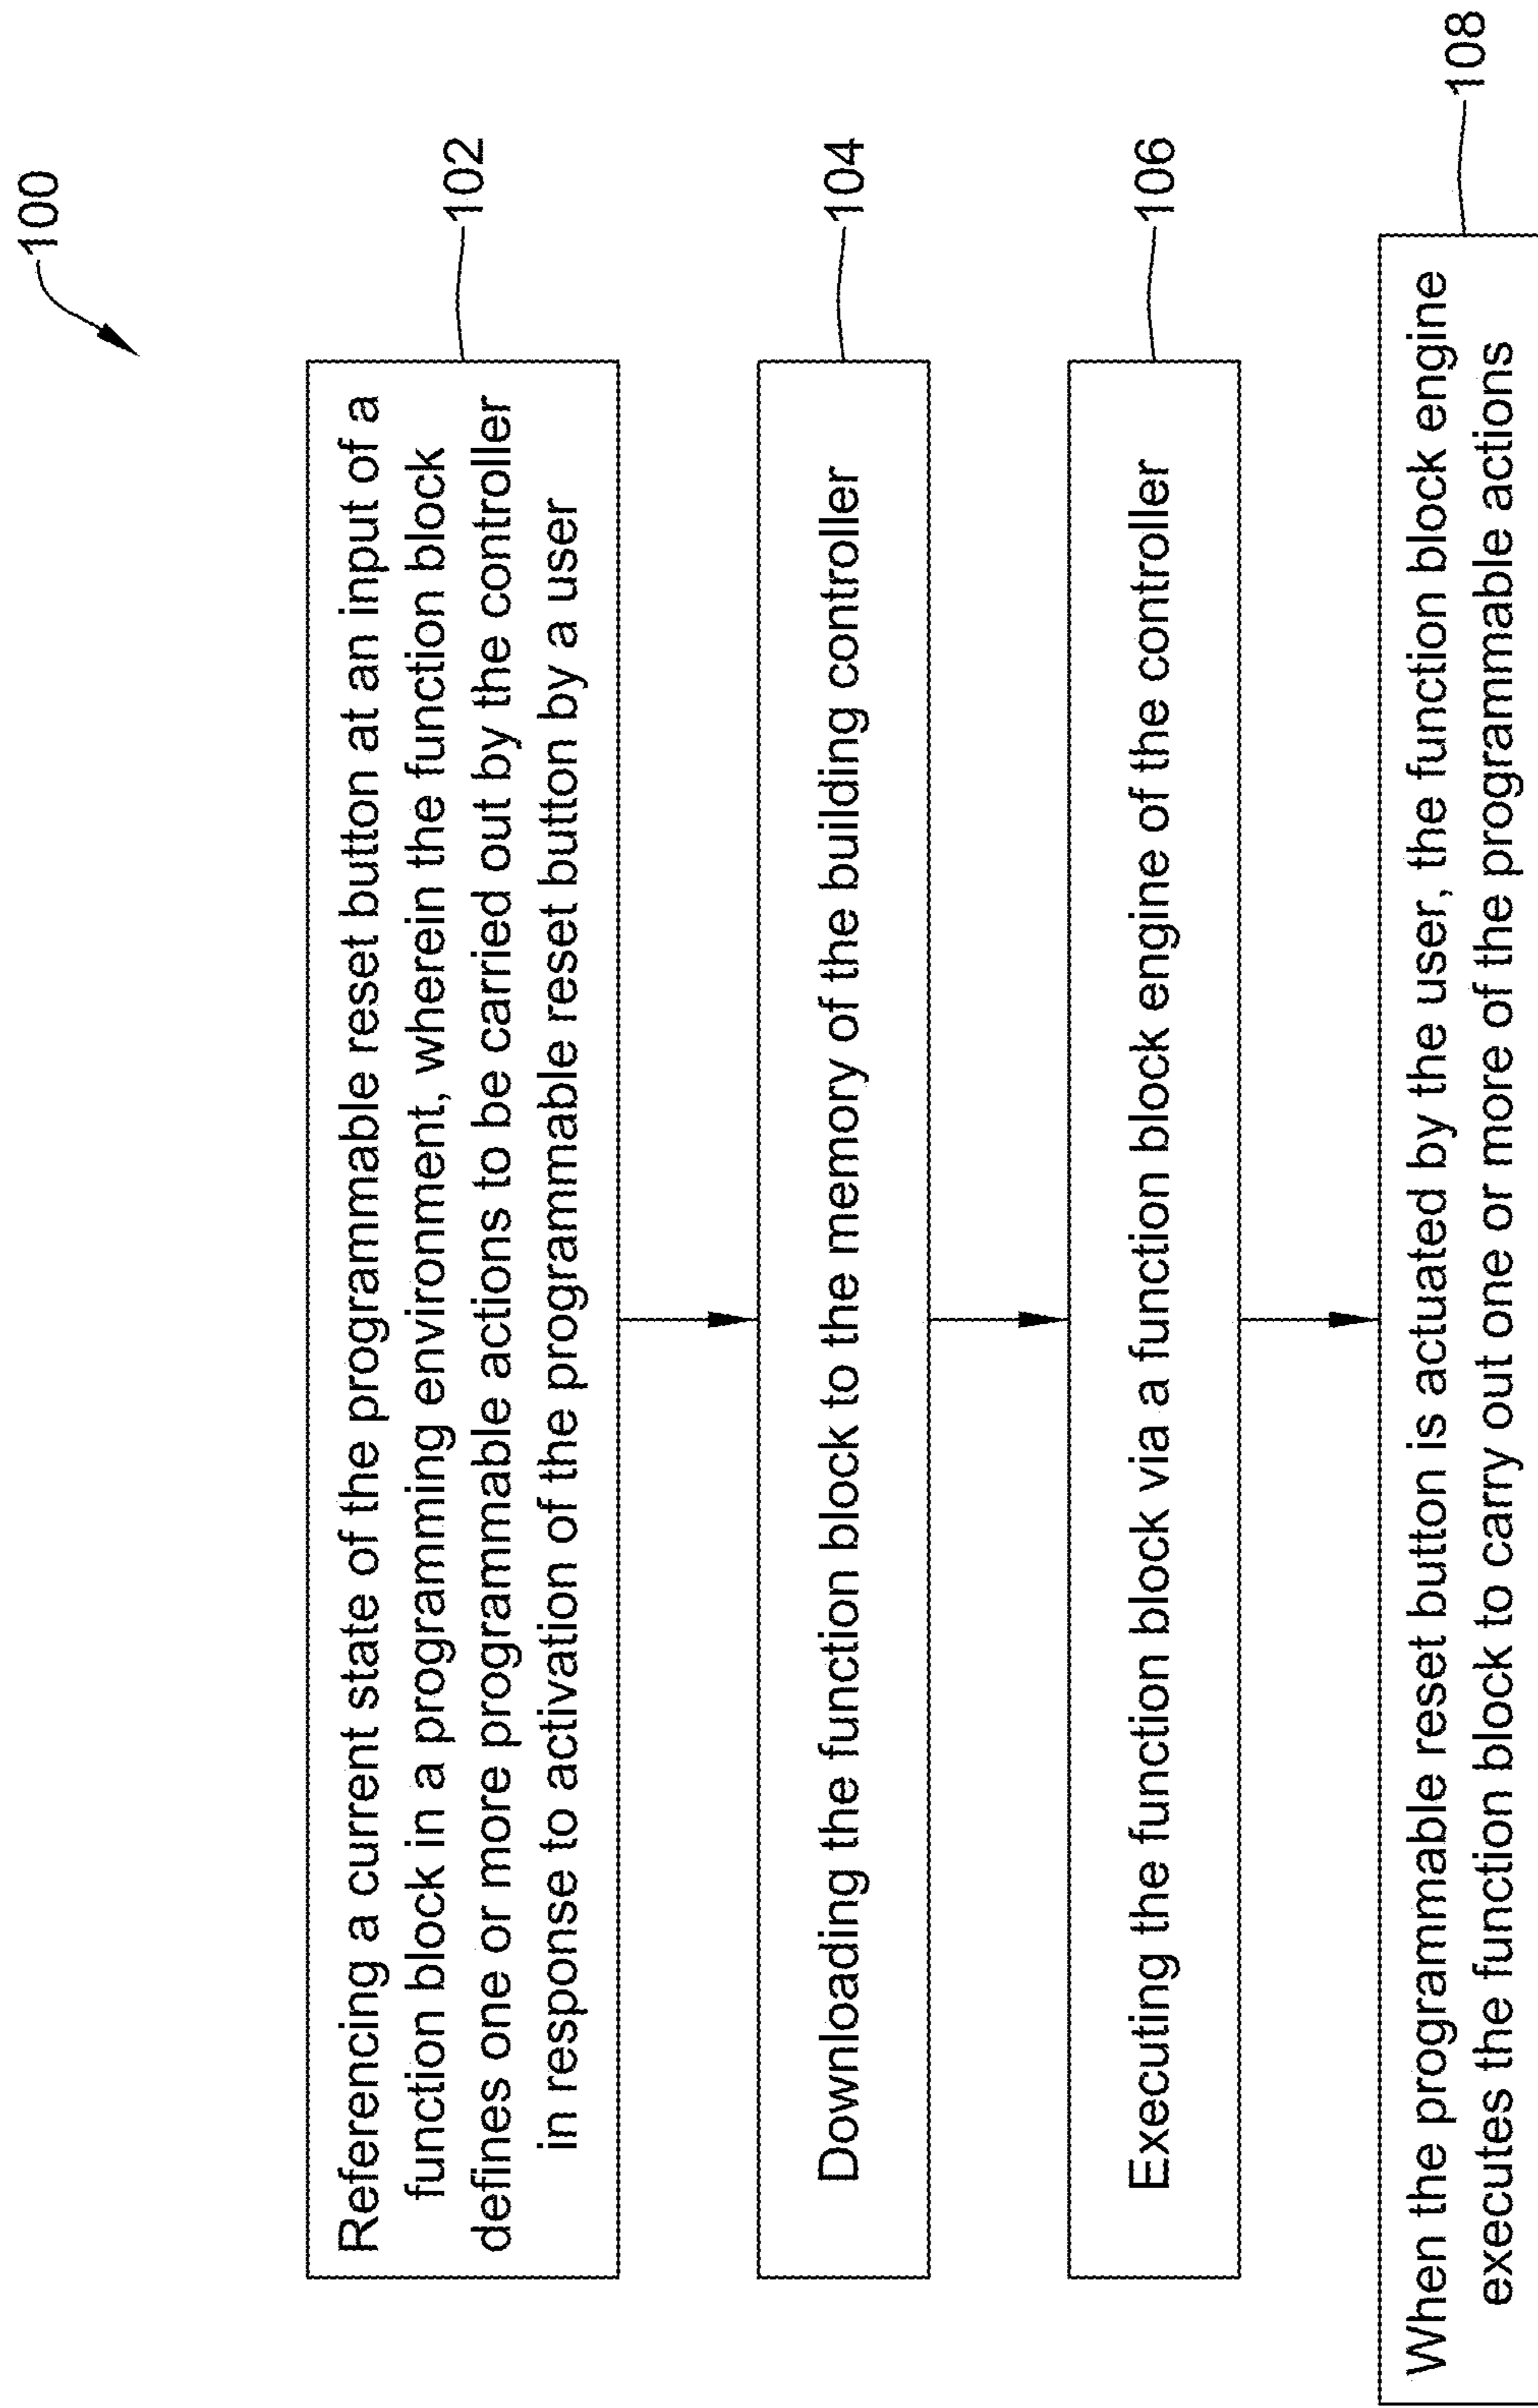 100
Referencing a current state of the programmable reset button at an input of a
function block in a programming environment, wherein the function block
defines one or more programmable actions to be carried out by the controller
in response to activation of the programmable reset button by a user
102
Downloading the function block to the memory of the building controller
104
Executing the function block via a function block engine of the controller
106
When the programmable reset button is actuated by the user, the function block engine
executes the function block to carry out one or more of the programmable actions
108